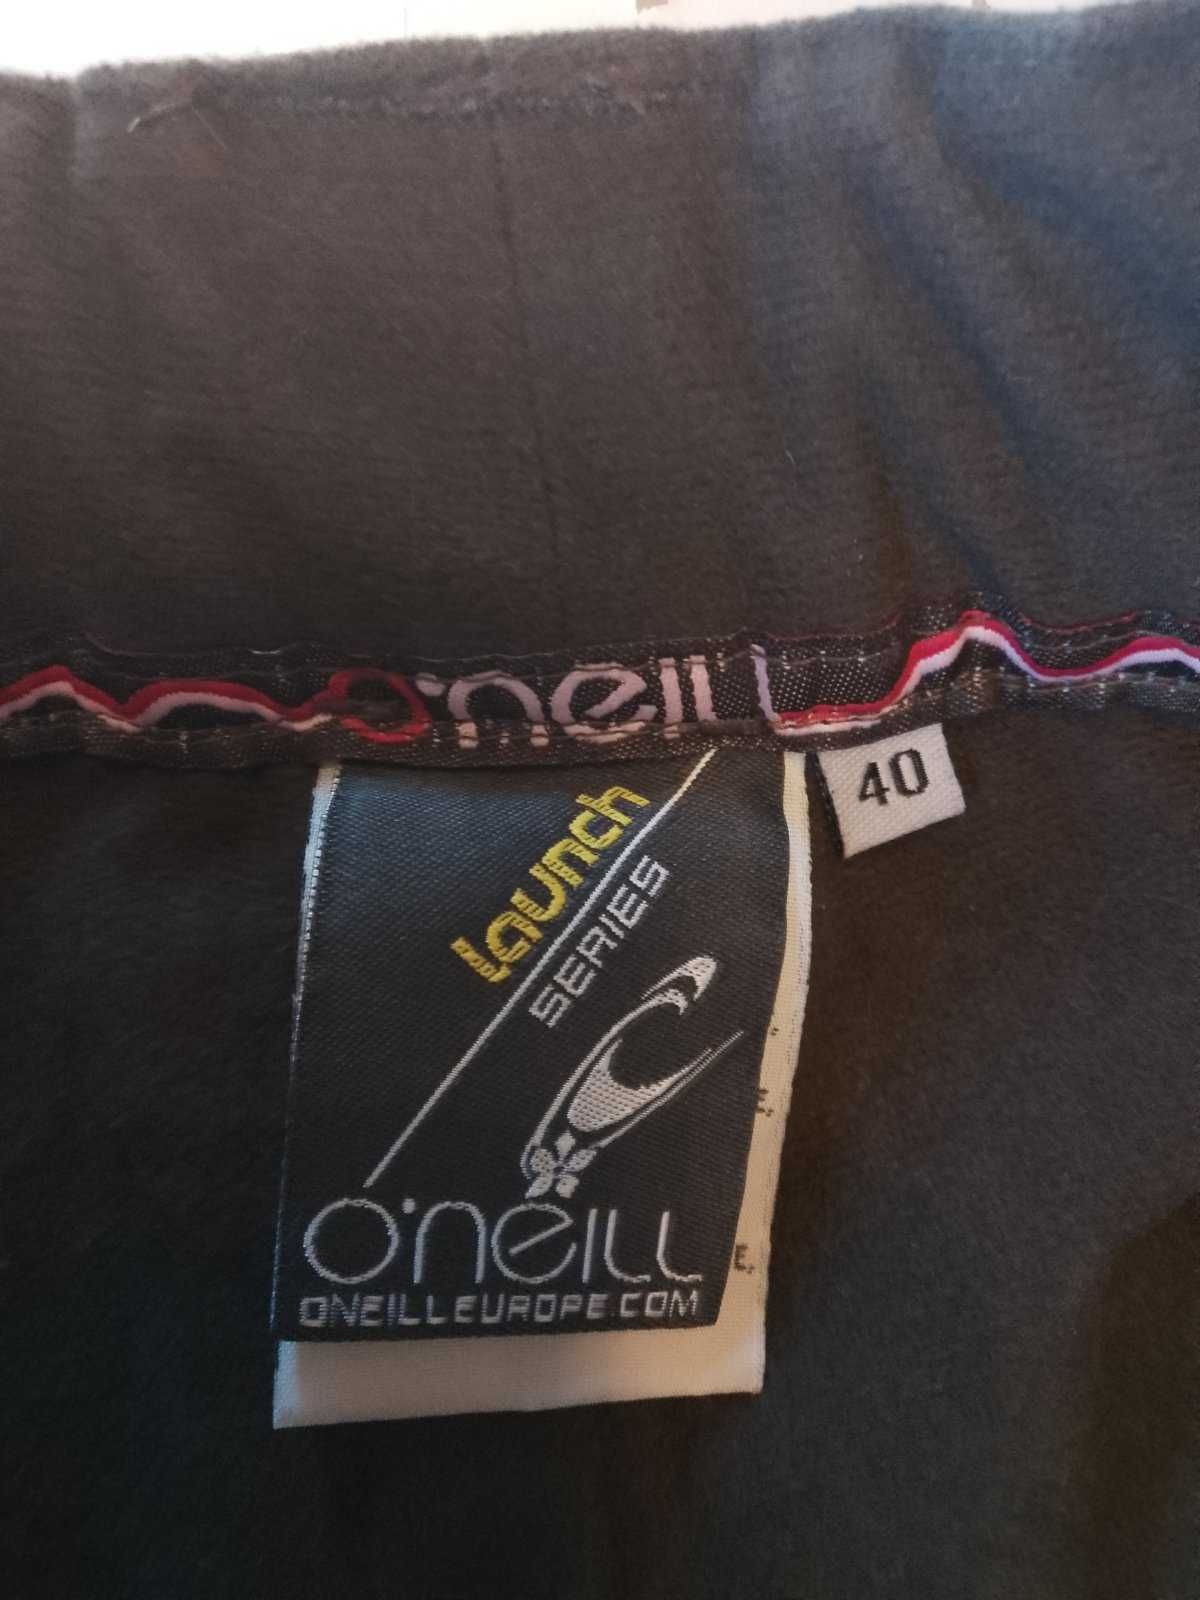 O'neill
40
Launch
SERIES
O'neill
ONEILLEUROPE.COM
E,
E,